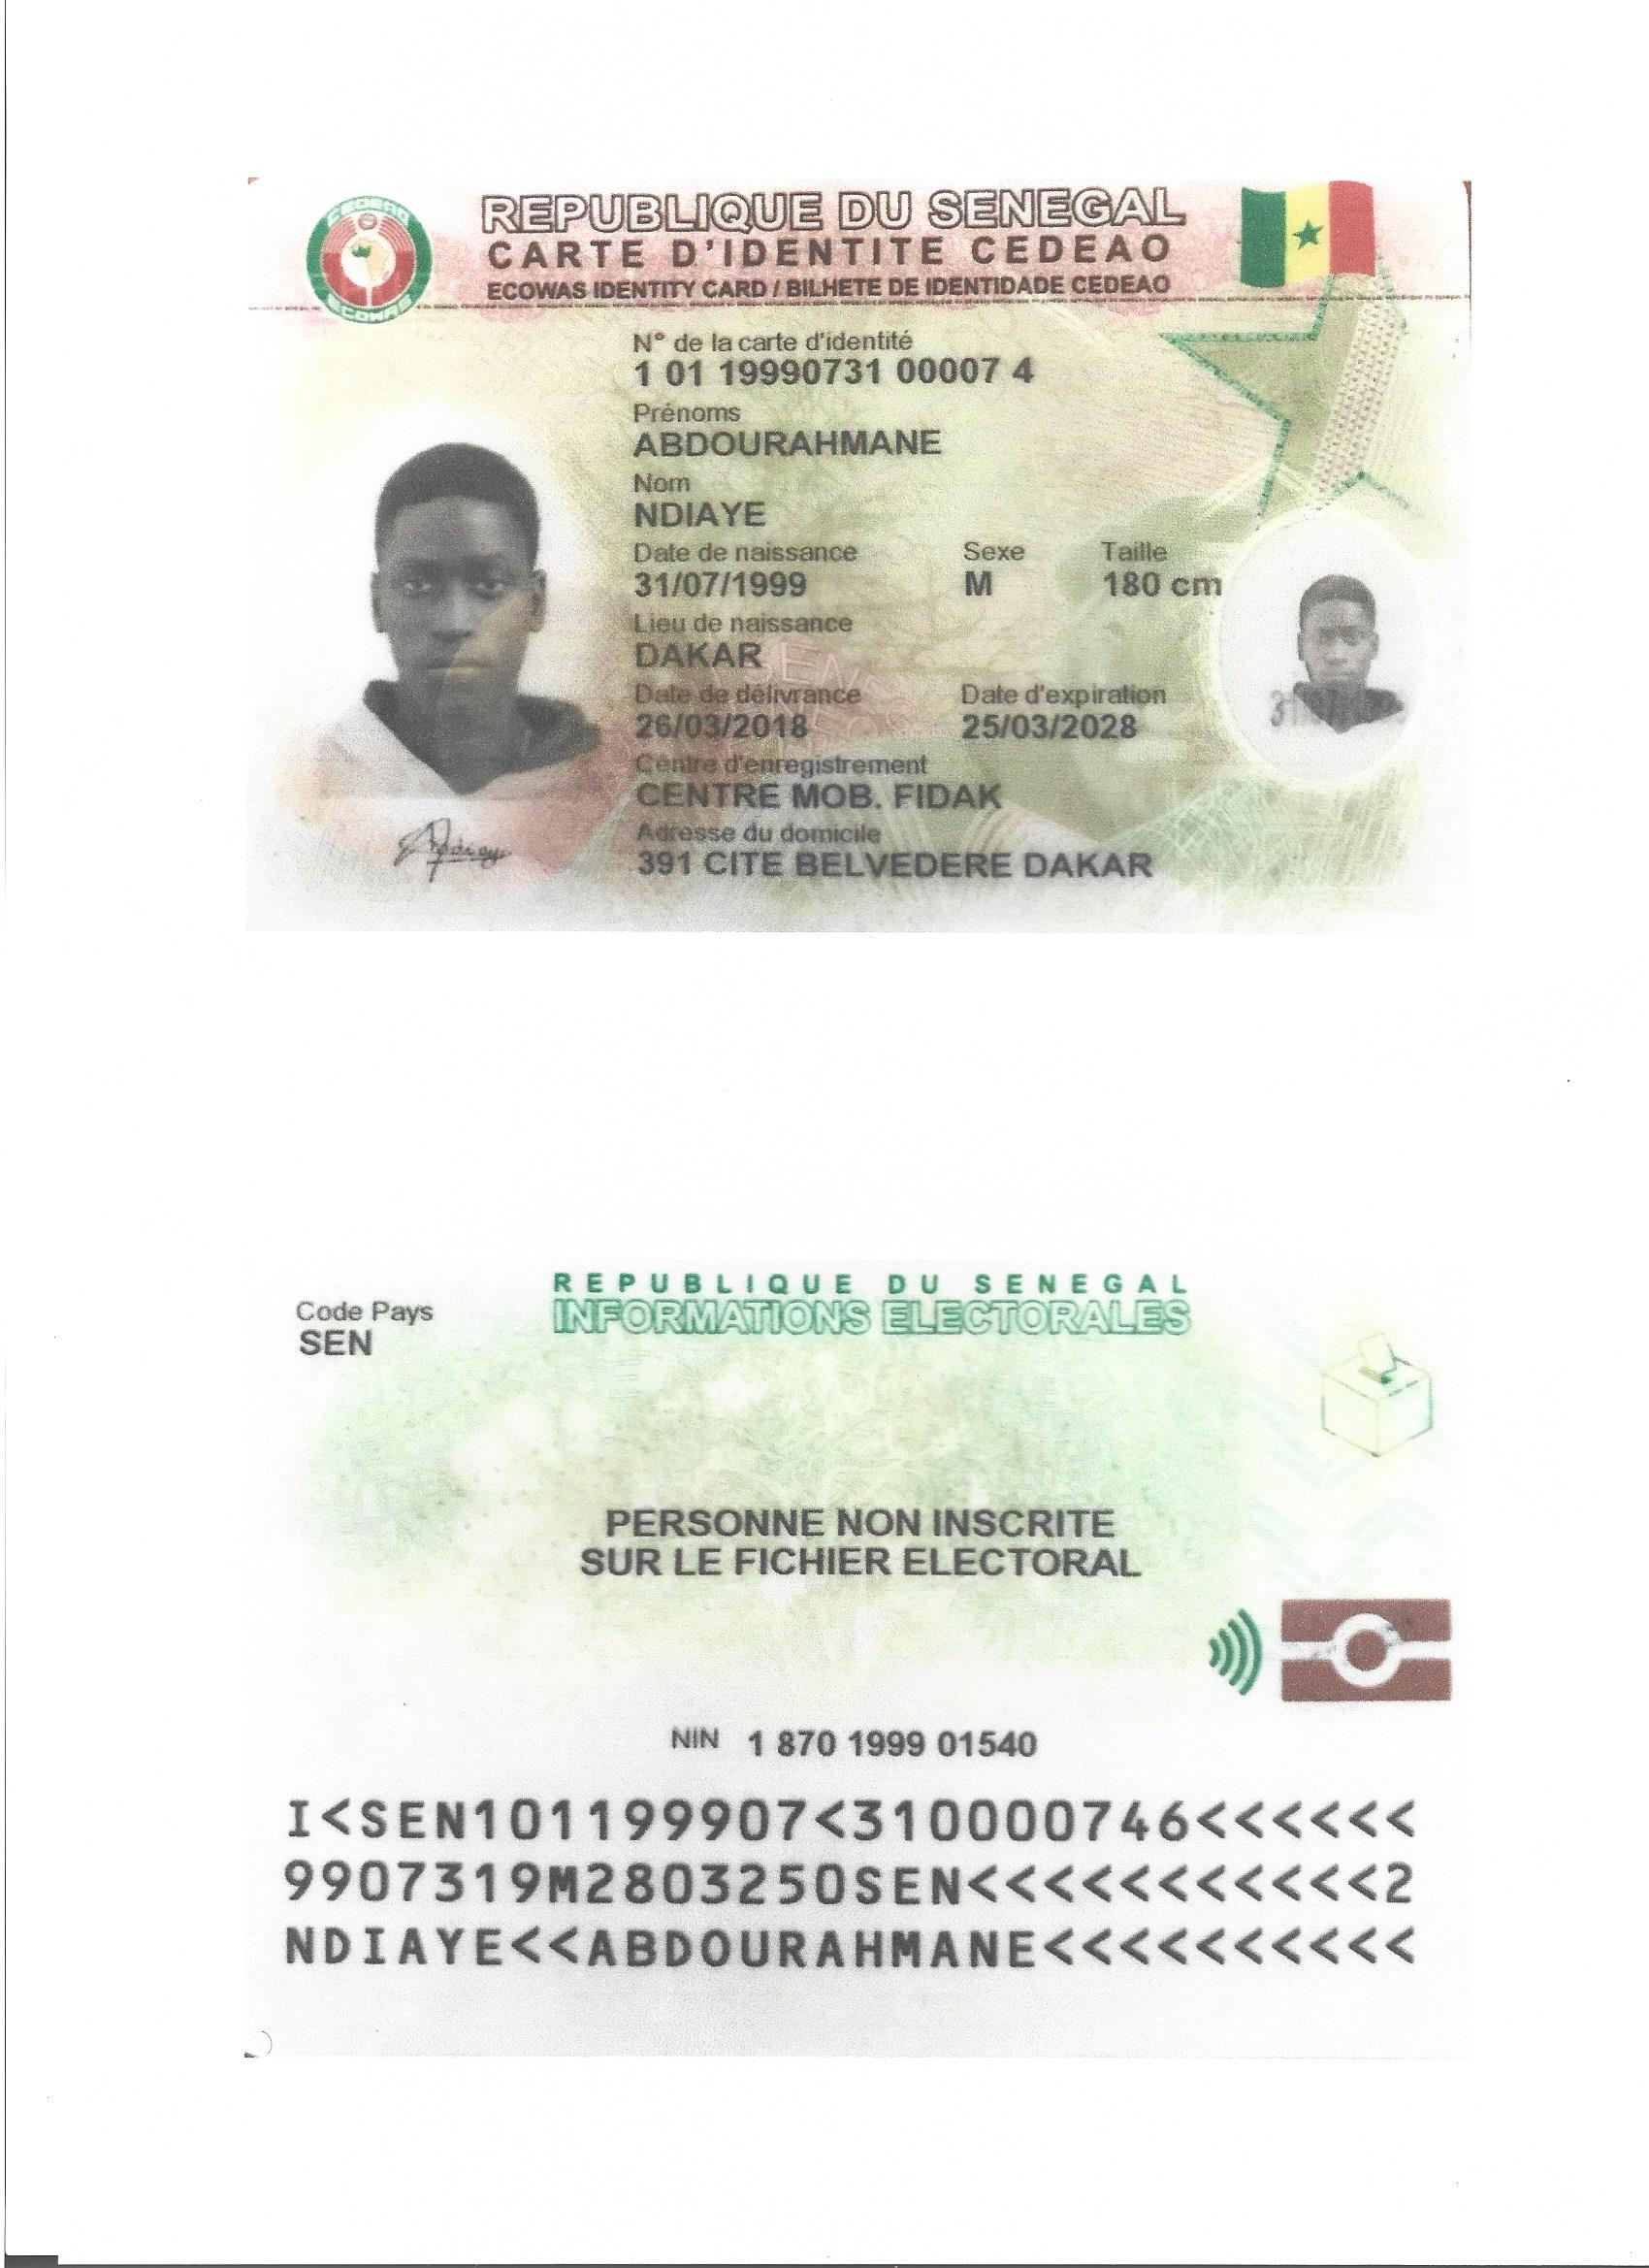 CEDEAO
ECOWAS
REPUBLIQUE DU SENEGAL
CARTE D'IDENTITE CEDEAO
ECOWAS IDENTITY CARD / BILHETE DE IDENTIDADE CEDEAO
N° de la carte d'identité
1 01 19990731 00007 4
Prénoms
ABDOURAHMANE
Nom
NDIAYE
Date de naissance Sexe Taille
31/07/1999 M 180 cm
Lieu de naissance
DAKAR
Date de délivrance Date d'expiration
26/03/2018 25/03/2028
Centre d'enregistrement
CENTRE MOB. FIDAK
Adresse du domicile
391 CITE BELVEDERE DAKAR
REPUBLIQUE DU SENEGAL
INFORMATIONS ELECTORALES
Code Pays
SEN
PERSONNE NON INSCRITE
SUR LE FICHIER ELECTORAL
NIN 1 870 1999 01540
I<SEN101199907<310000746<<<<<<
9907319M2803250SEN<<<<<<<<<<<2
NDIAYE<<ABDOURAHMANE<<<<<<<<<<